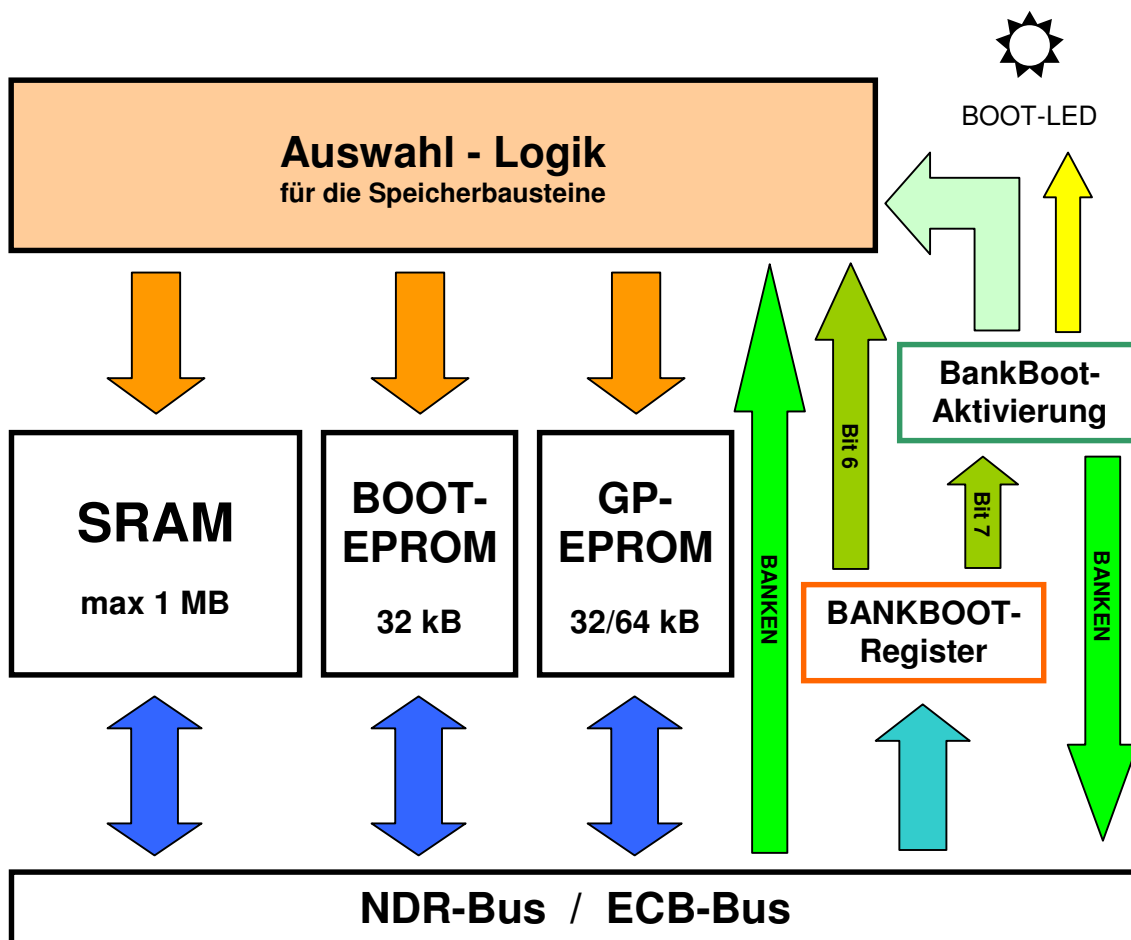 BOOT-LED
Auswahl - Logik
für die Speicherbausteine
BankBoot-
Aktivierung
SRAM
max 1 MB
BOOT-
EPROM
32 kB
GP-
EPROM
32/64 kB
BANKEN
Bit 6
Bit 7
BANKBOOT-
Register
BANKEN
NDR-Bus / ECB-Bus